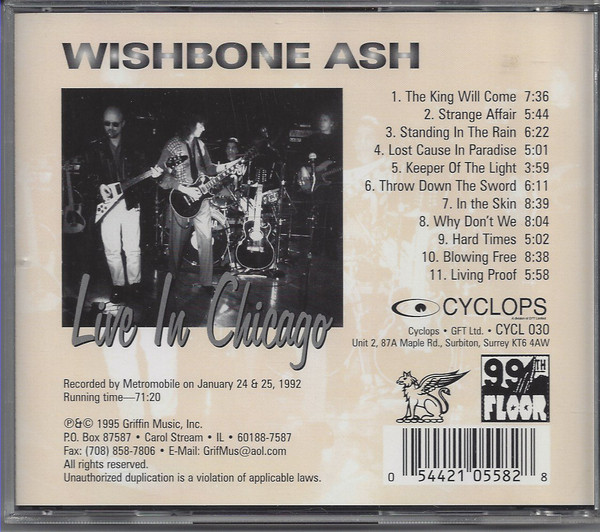 WISHBONE ASH
1. The King Will Come 7:36
2. Strange Affair 5:44
3. Standing In The Rain 6:22
4. Lost Cause In Paradise 5:01
5. Keeper Of The Light 3:59
6. Throw Down The Sword 6:11
7. In the Skin 8:39
8. Why Don't We 8:04
9. Hard Times 5:02
10. Blowing Free 8:38
11. Living Proof 5:58
Live In Chicago
CYCLOPS
Cyclops • GFT Ltd. • CYCL 030
Unit 2, 87A Maple Rd., Surbiton, Surrey KT6 4AW
Recorded by Metromobile on January 24 & 25, 1992
Running time—71:20
℗&© 1995 Griffin Music, Inc.
P.O. Box 87587 • Carol Stream • IL • 60188-7587
Fax: (708) 858-7806 • E-Mail: GrifMus@aol.com
All rights reserved.
Unauthorized duplication is a violation of applicable laws.
99TH
FLOOR
0 54421 05582 8